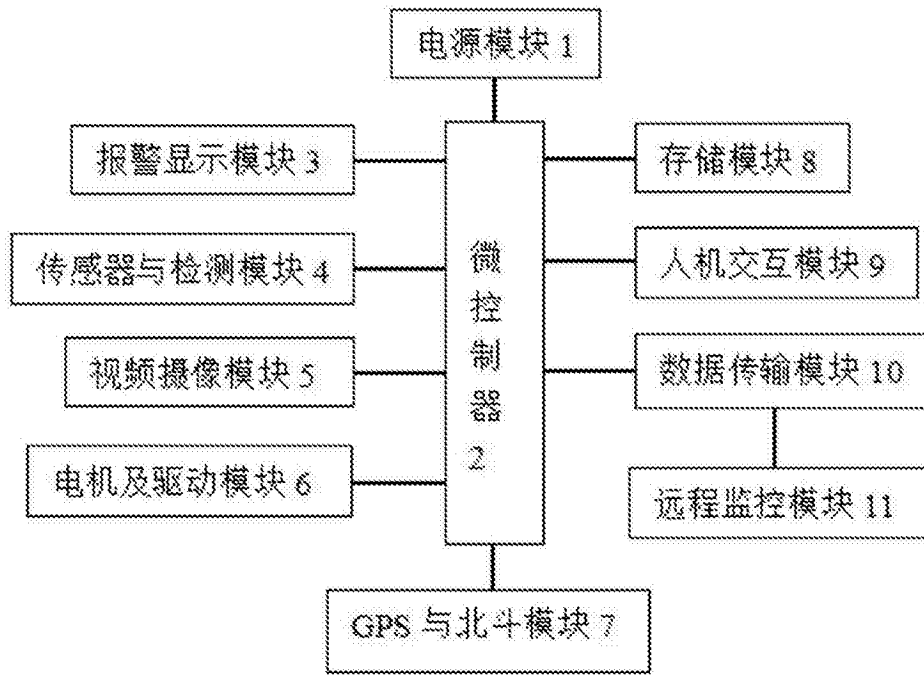 电源模块 1
报警显示模块 3
传感器与检测模块 4
视频摄像模块 5
电机及驱动模块 6
微控制器 2
存储模块 8
人机交互模块 9
数据传输模块 10
远程监控模块 11
GPS 与北斗模块 7